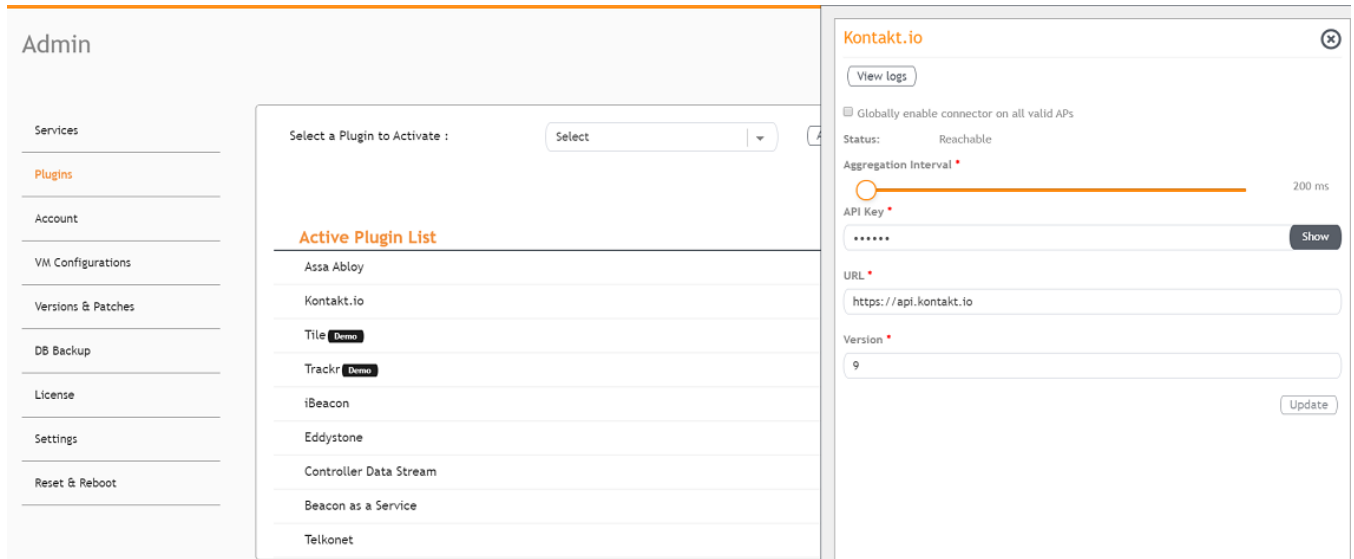 Admin
Services
Plugins
Account
VM Configurations
Versions & Patches
DB Backup
License
Settings
Reset & Reboot
Select a Plugin to Activate :
Select
Active Plugin List
Assa Abloy
Kontakt.io
Tile Demo
Trackr Demo
iBeacon
Eddystone
Controller Data Stream
Beacon as a Service
Telkonet
Kontakt.io
View logs
Globally enable connector on all valid APs
Status: Reachable
Aggregation Interval *
200 ms
API Key *
•••••• Show
URL *
https://api.kontakt.io
Version *
9
Update